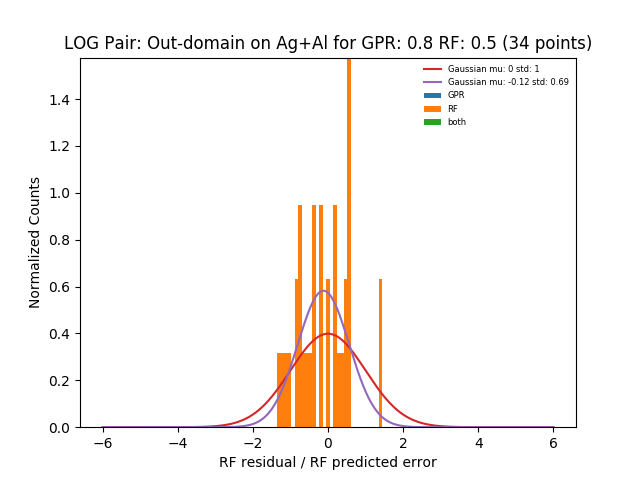 LOG Pair: Out-domain on Ag+Al for GPR: 0.8 RF: 0.5 (34 points)
Gaussian mu: 0 std: 1
Gaussian mu: -0.12 std: 0.69
GPR
RF
both
Normalized Counts
1.4
1.2
1.0
0.8
0.6
0.4
0.2
0.0
−6 −4 −2 0 2 4 6
RF residual / RF predicted error